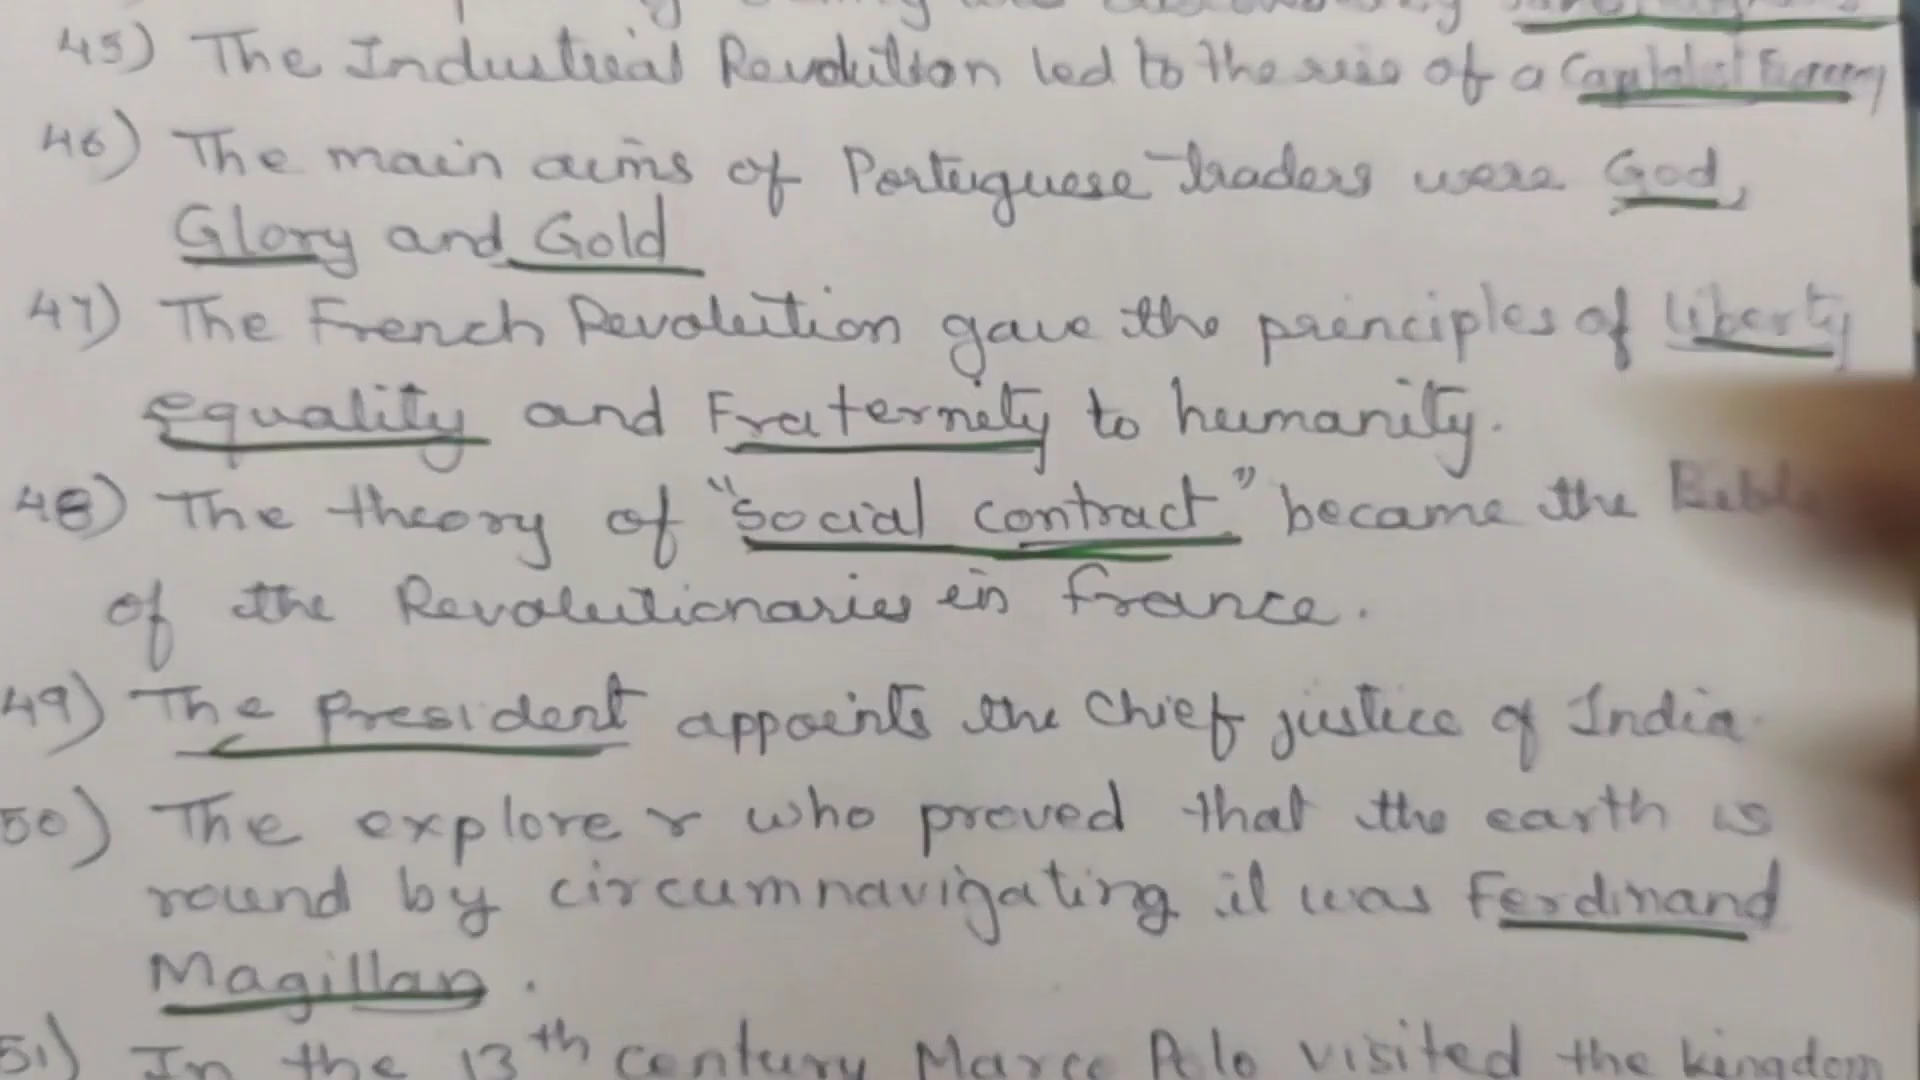 45) The Industrial Revolution led to the rise of a Capitalist Economy
46) The main aims of Portuguese traders were God,
Glory and Gold
47) The French Revolution gave the principles of liberty
equality and Fraternity to humanity.
48) The theory of "Social contract" became the Bible
of the Revolutionaries in France.
49) The President appoints the Chief justice of India.
50) The explorer who proved that the earth is
round by circumnavigating it was Ferdinand
Magillan.
51) In the 13th century Marco Polo visited the kingdom